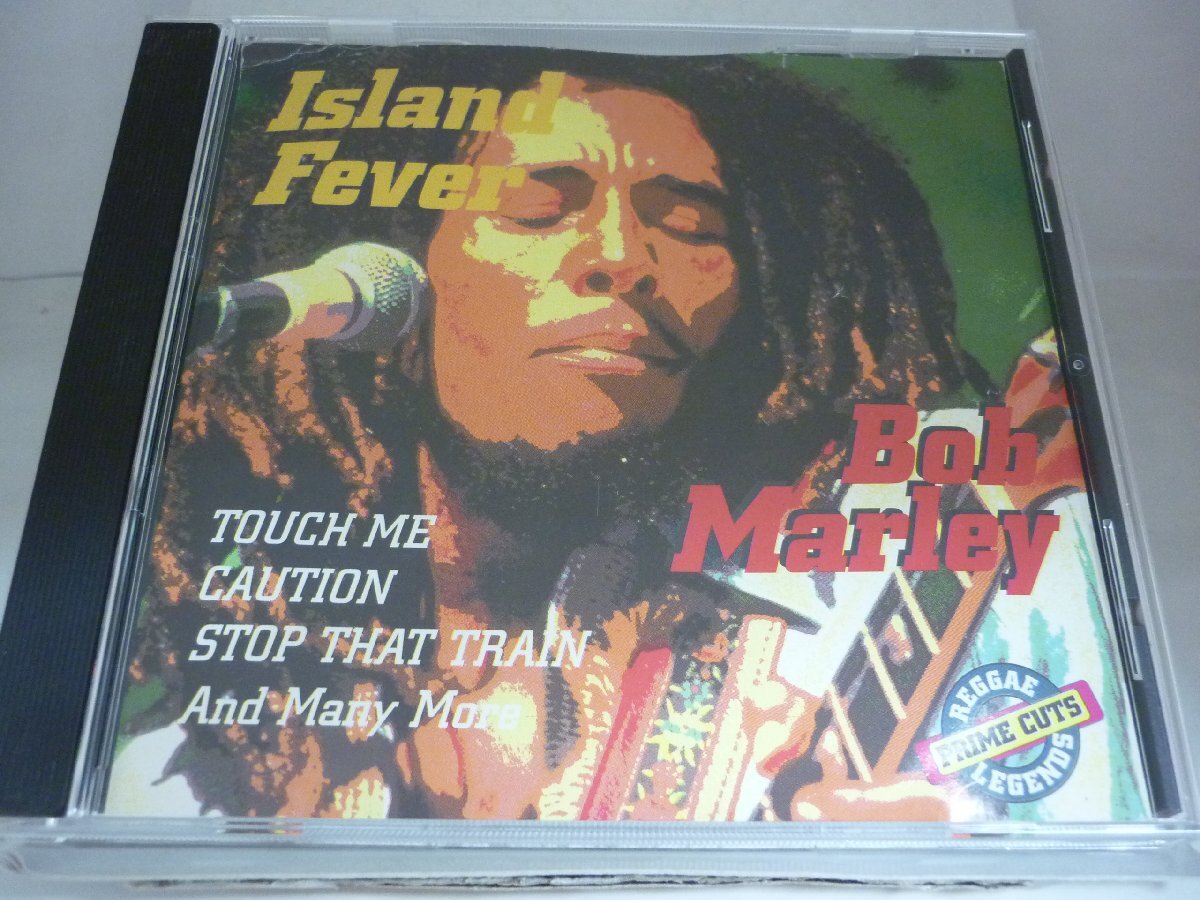 Island
Fever
Bob
Marley
TOUCH ME
CAUTION
STOP THAT TRAIN
And Many More
REGGAE
PRIME CUTS
LEGENDS